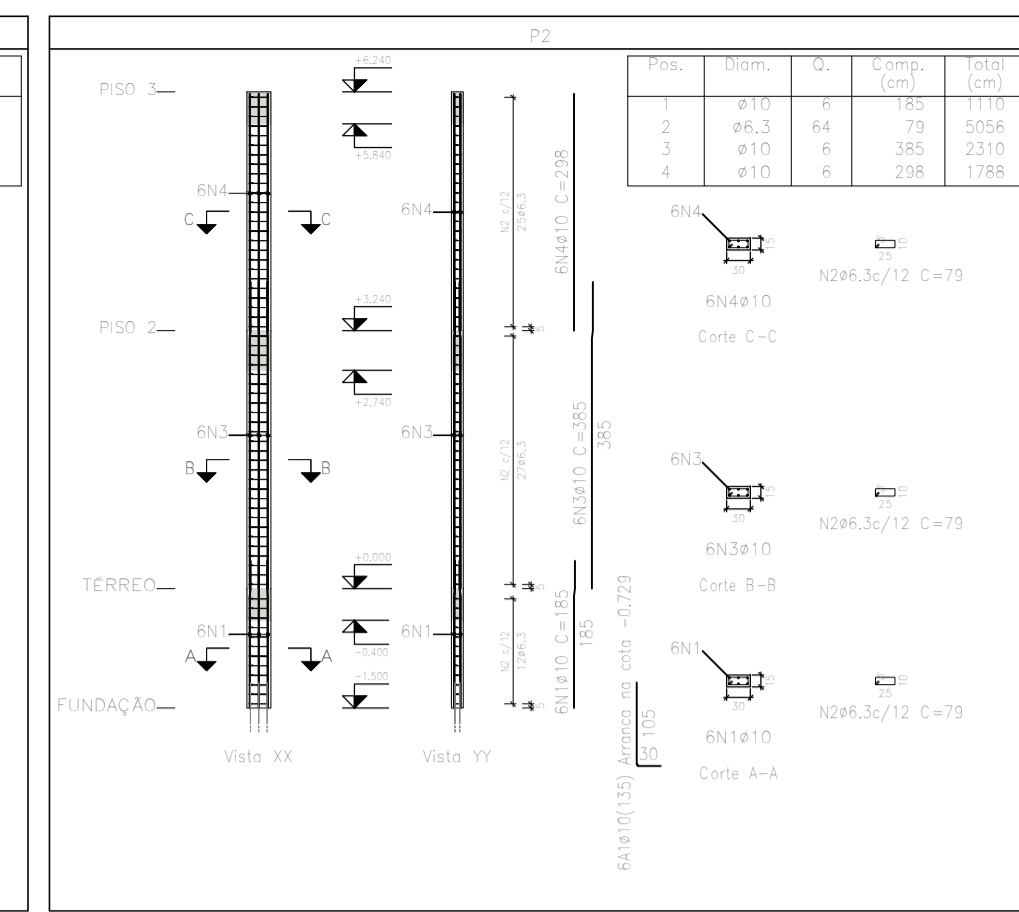 P2
Pos. Diam. Q. Comp. (cm) Total (cm)
1 ø10 6 185 1110
2 ø6.3 64 79 5056
3 ø10 6 385 2310
4 ø10 6 298 1788
PISO 3
+6.240
+5.840
6N4
6N4
C C
N2 c/12
25ø6.3
6N4ø10 C=298
6N4
15
30
6N4ø10
Corte C-C
25
10
N2ø6.3c/12 C=79
PISO 2
+3.240
+2.740
5
6N3
6N3
B B
N2 c/12
27ø6.3
6N3ø10 C=385
385
6N3
15
30
6N3ø10
Corte B-B
25
10
N2ø6.3c/12 C=79
TÉRREO
+0.000
-0.400
5
6N1
6N1
A A
N2 c/12
12ø6.3
6N1ø10 C=185
185
6N1
15
30
6N1ø10
Corte A-A
25
10
N2ø6.3c/12 C=79
FUNDAÇÃO
-1.500
5
6A1ø10(135) Arranca na cota -0.729
105
30
Vista XX
Vista YY